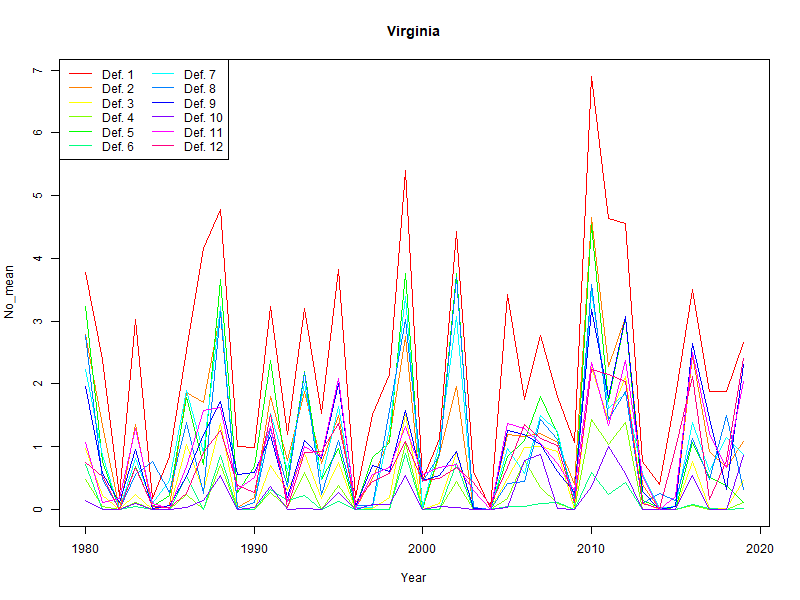 Virginia
Def. 1 Def. 7
Def. 2 Def. 8
Def. 3 Def. 9
Def. 4 Def. 10
Def. 5 Def. 11
Def. 6 Def. 12
7
6
5
4
3
2
1
0
No_mean
1980 1990 2000 2010 2020
Year